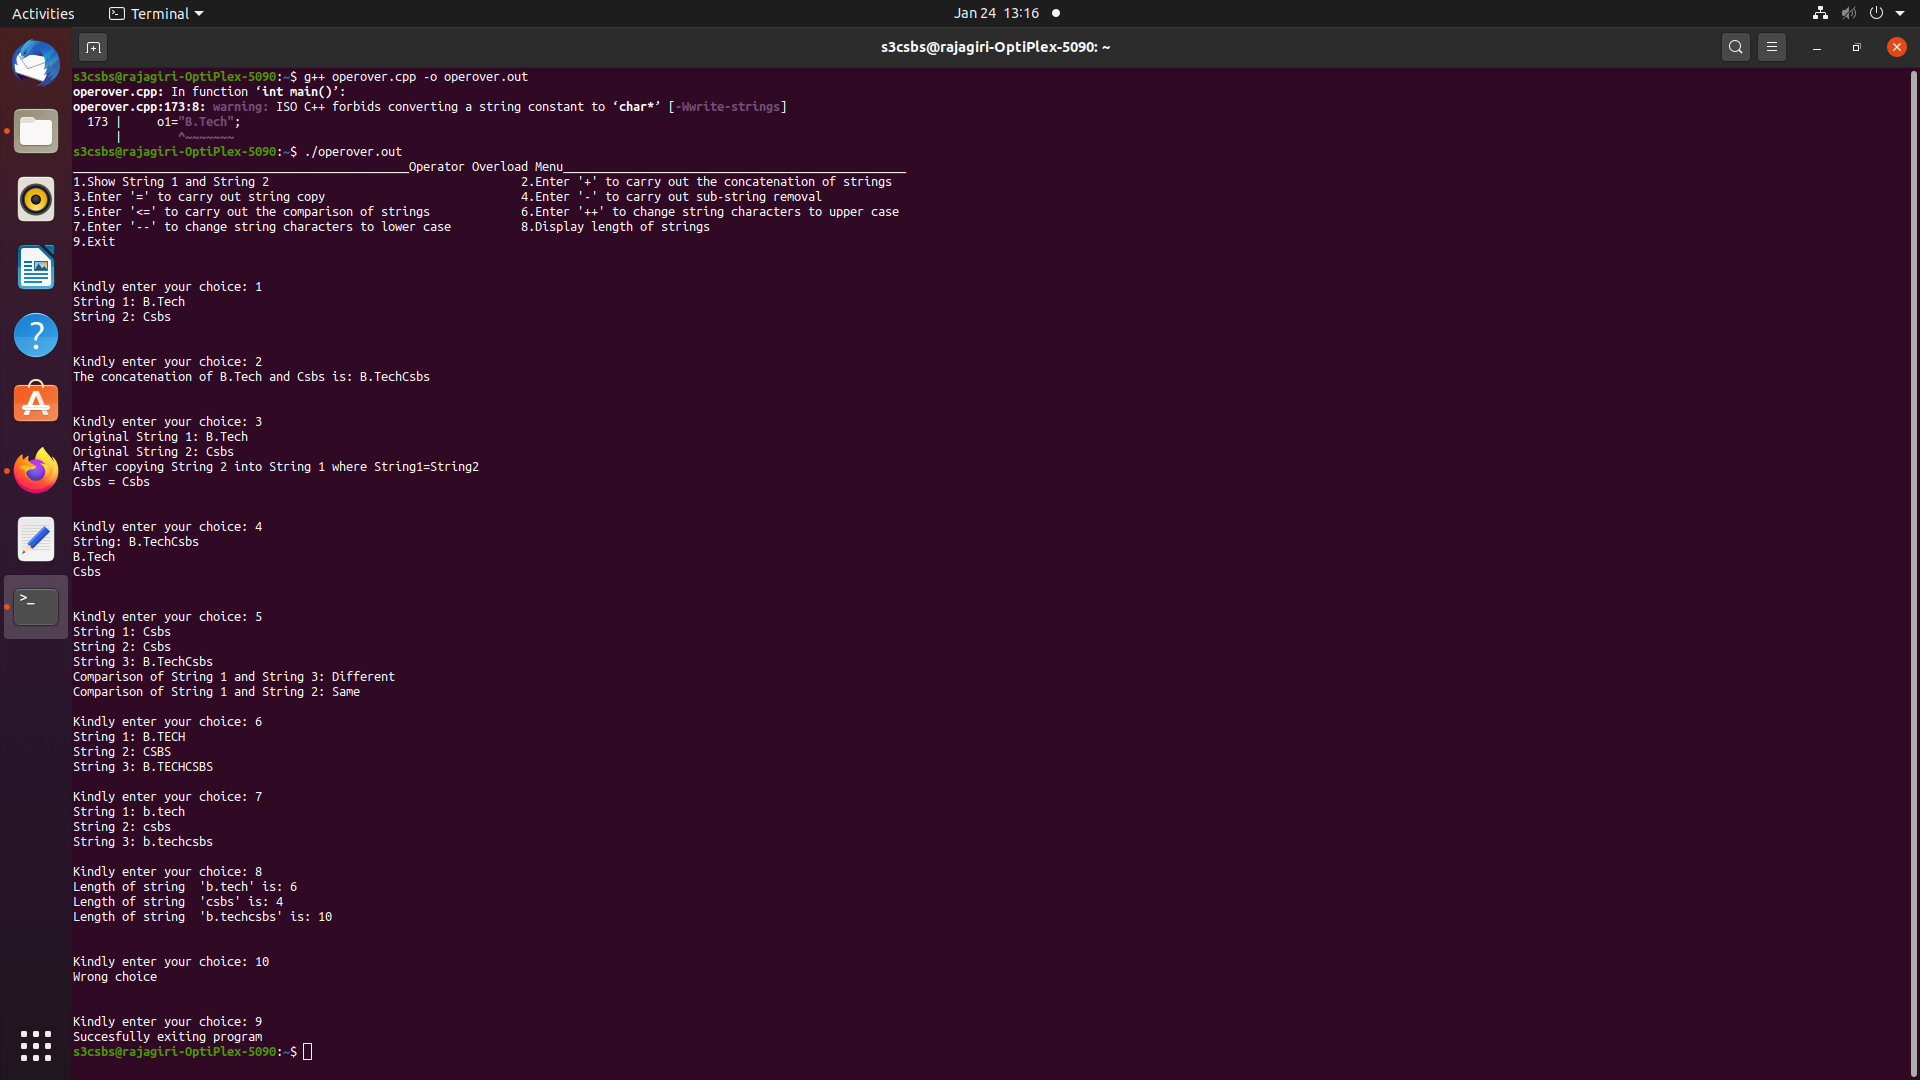 Activities Terminal Jan 24 13:16
s3csbs@rajagiri-OptiPlex-5090: ~
s3csbs@rajagiri-OptiPlex-5090:~$ g++ operover.cpp -o operover.out
operover.cpp: In function ‘int main()’:
operover.cpp:173:8: warning: ISO C++ forbids converting a string constant to ‘char*’ [-Wwrite-strings]
173 | o1="B.Tech";
| ^~~~~~~~
s3csbs@rajagiri-OptiPlex-5090:~$ ./operover.out
________________________________________________Operator Overload Menu_________________________________________________
1.Show String 1 and String 2 2.Enter '+' to carry out the concatenation of strings
3.Enter '=' to carry out string copy 4.Enter '-' to carry out sub-string removal
5.Enter '<=' to carry out the comparison of strings 6.Enter '++' to change string characters to upper case
7.Enter '--' to change string characters to lower case 8.Display length of strings
9.Exit
Kindly enter your choice: 1
String 1: B.Tech
String 2: Csbs
Kindly enter your choice: 2
The concatenation of B.Tech and Csbs is: B.TechCsbs
Kindly enter your choice: 3
Original String 1: B.Tech
Original String 2: Csbs
After copying String 2 into String 1 where String1=String2
Csbs = Csbs
Kindly enter your choice: 4
String: B.TechCsbs
B.Tech
Csbs
Kindly enter your choice: 5
String 1: Csbs
String 2: Csbs
String 3: B.TechCsbs
Comparison of String 1 and String 3: Different
Comparison of String 1 and String 2: Same
Kindly enter your choice: 6
String 1: B.TECH
String 2: CSBS
String 3: B.TECHCSBS
Kindly enter your choice: 7
String 1: b.tech
String 2: csbs
String 3: b.techcsbs
Kindly enter your choice: 8
Length of string  'b.tech' is: 6
Length of string  'csbs' is: 4
Length of string  'b.techcsbs' is: 10
Kindly enter your choice: 10
Wrong choice
Kindly enter your choice: 9
Succesfully exiting program
s3csbs@rajagiri-OptiPlex-5090:~$